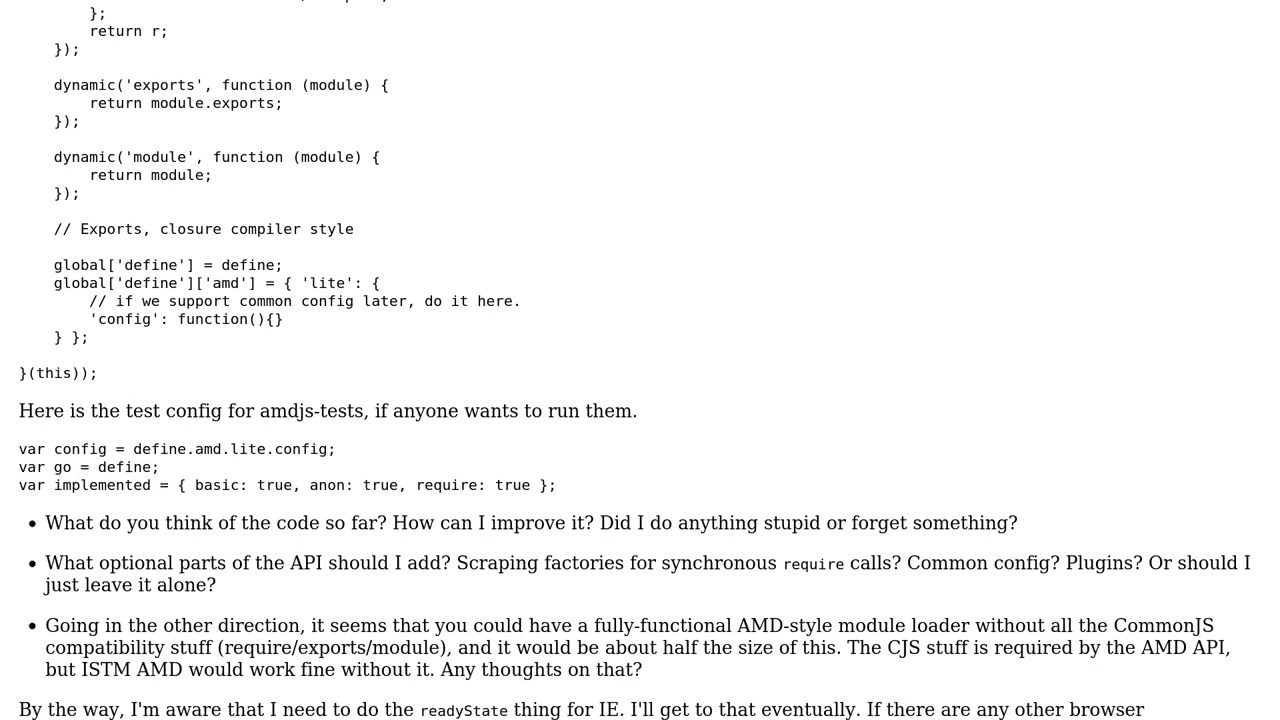 };
return r;
});
dynamic('exports', function (module) {
return module.exports;
});
dynamic('module', function (module) {
return module;
});
// Exports, closure compiler style
global['define'] = define;
global['define']['amd'] = { 'lite': {
// if we support common config later, do it here.
'config': function(){}
} };
}(this));
Here is the test config for amdjs-tests, if anyone wants to run them.
var config = define.amd.lite.config;
var go = define;
var implemented = { basic: true, anon: true, require: true };
• What do you think of the code so far? How can I improve it? Did I do anything stupid or forget something?
• What optional parts of the API should I add? Scraping factories for synchronous require calls? Common config? Plugins? Or should I
just leave it alone?
• Going in the other direction, it seems that you could have a fully-functional AMD-style module loader without all the CommonJS
compatibility stuff (require/exports/module), and it would be about half the size of this. The CJS stuff is required by the AMD API,
but ISTM AMD would work fine without it. Any thoughts on that?
By the way, I'm aware that I need to do the readyState thing for IE. I'll get to that eventually. If there are any other browser